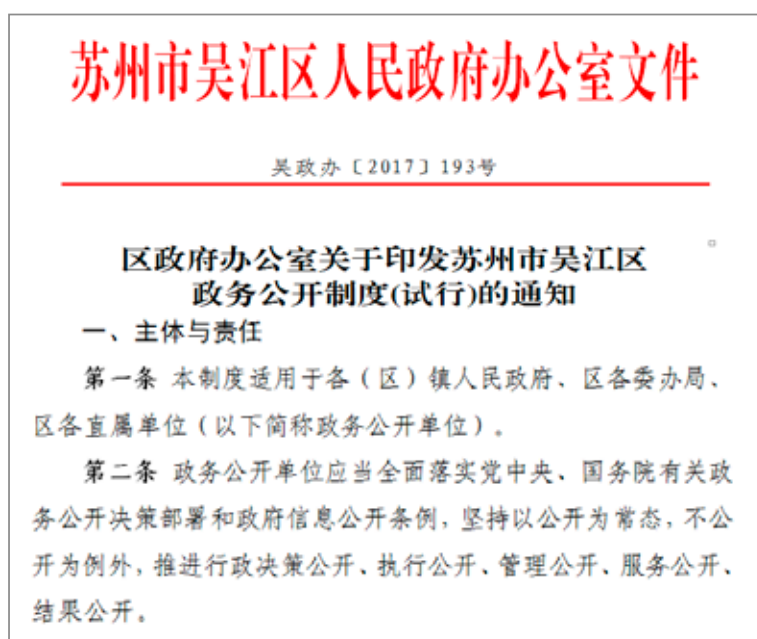 苏州市吴江区人民政府办公室文件
吴政办〔2017〕193号
区政府办公室关于印发苏州市吴江区
政务公开制度(试行)的通知
一、主体与责任
第一条 本制度适用于各（区）镇人民政府、区各委办局、
区各直属单位（以下简称政务公开单位）。
第二条 政务公开单位应当全面落实党中央、国务院有关政
务公开决策部署和政府信息公开条例，坚持以公开为常态，不公
开为例外，推进行政决策公开、执行公开、管理公开、服务公开、
结果公开。